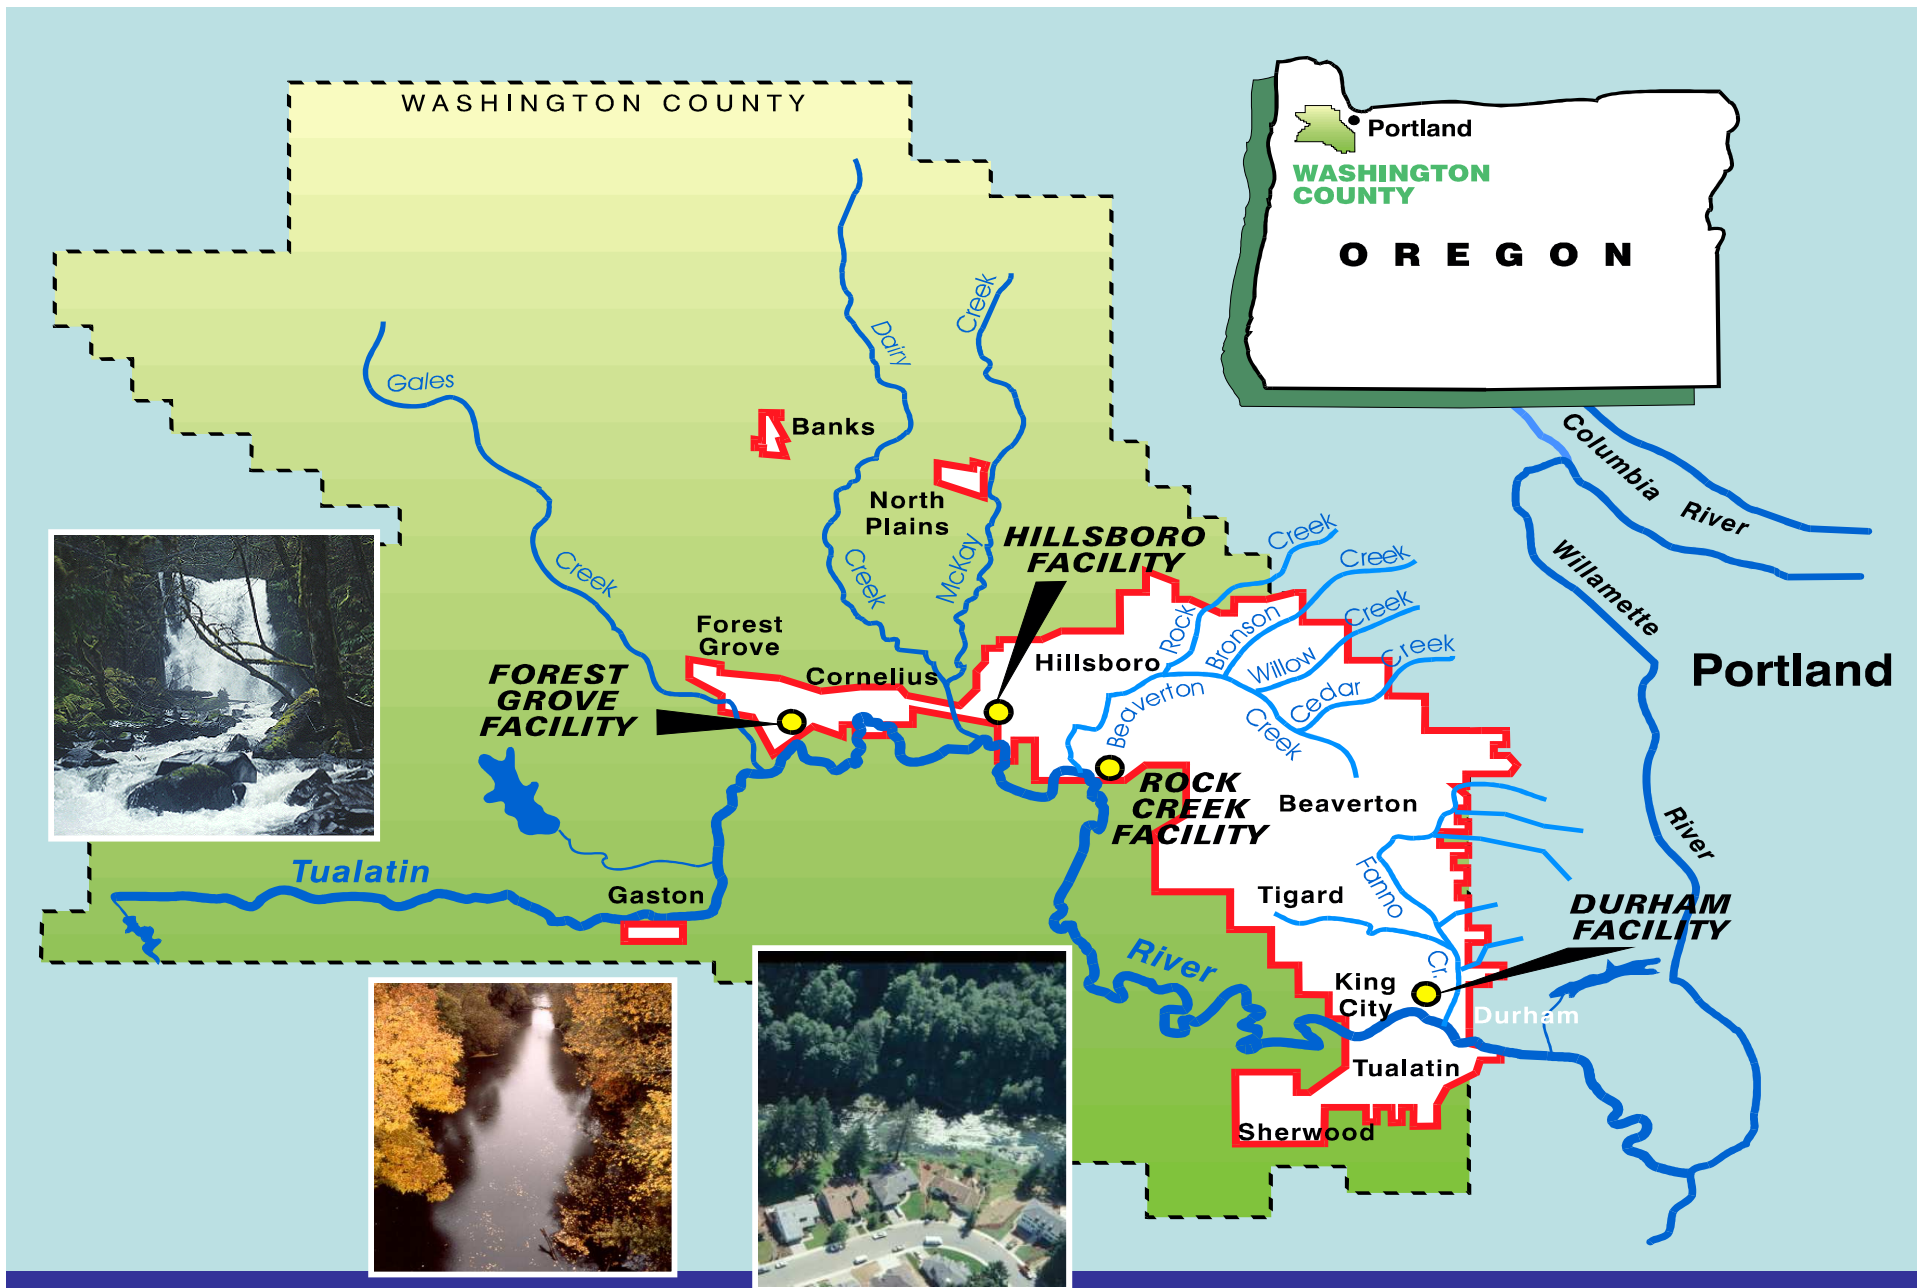 WASHINGTON COUNTY
Portland
WASHINGTON
COUNTY
OREGON
Gales
Creek
Dairy
Creek
Creek
McKay
Banks
North
Plains
HILLSBORO
FACILITY
Forest
Grove
Cornelius
FOREST
GROVE
FACILITY
Hillsboro
Rock
Creek
Bronson
Creek
Willow
Creek
Cedar
Creek
Beaverton
Creek
ROCK
CREEK
FACILITY
Beaverton
Columbia River
Willamette
River
Portland
Tualatin
River
Gaston
Tigard
Fanno
Cr.
DURHAM
FACILITY
King
City
Durham
Tualatin
Sherwood